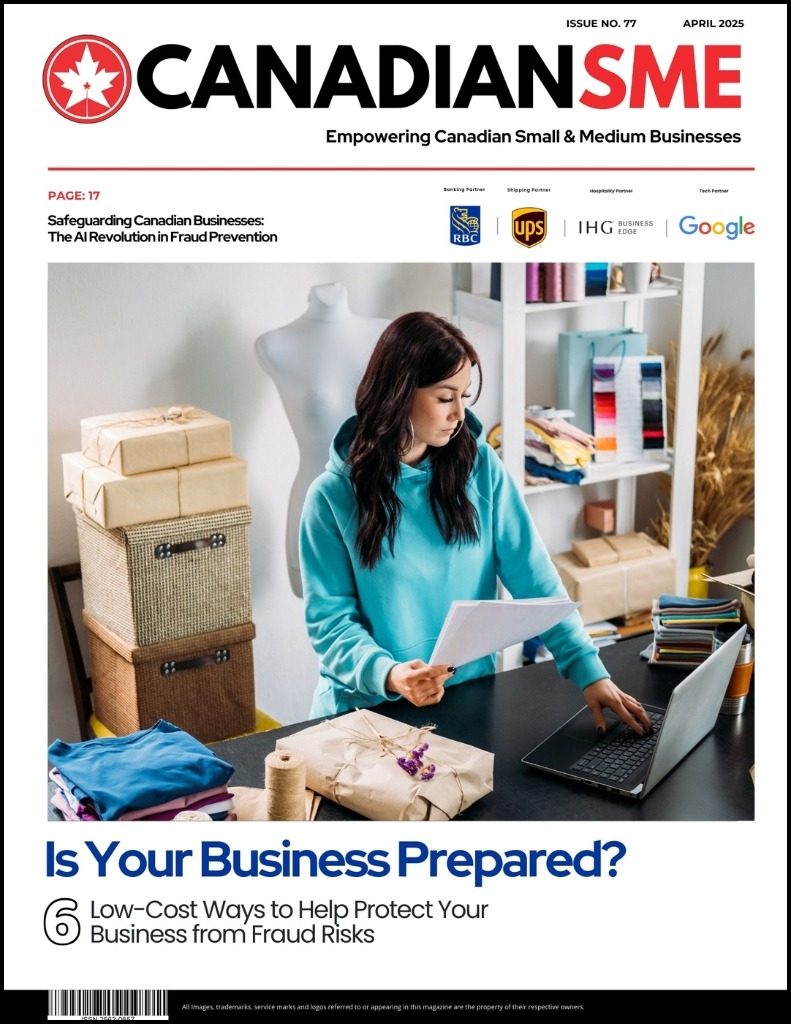 ISSUE NO. 77
APRIL 2025
CANADIANSME
Empowering Canadian Small & Medium Businesses
PAGE: 17
Safeguarding Canadian Businesses:
The AI Revolution in Fraud Prevention
Banking Partner
Shipping Partner
Hospitality Partner
Tech Partner
RBC
ups
IHG BUSINESS
EDGE
Google
Is Your Business Prepared?
6 Low-Cost Ways to Help Protect Your
Business from Fraud Risks
All Images, trademarks, service marks and logos referred to or appearing in this magazine are the property of their respective owners.